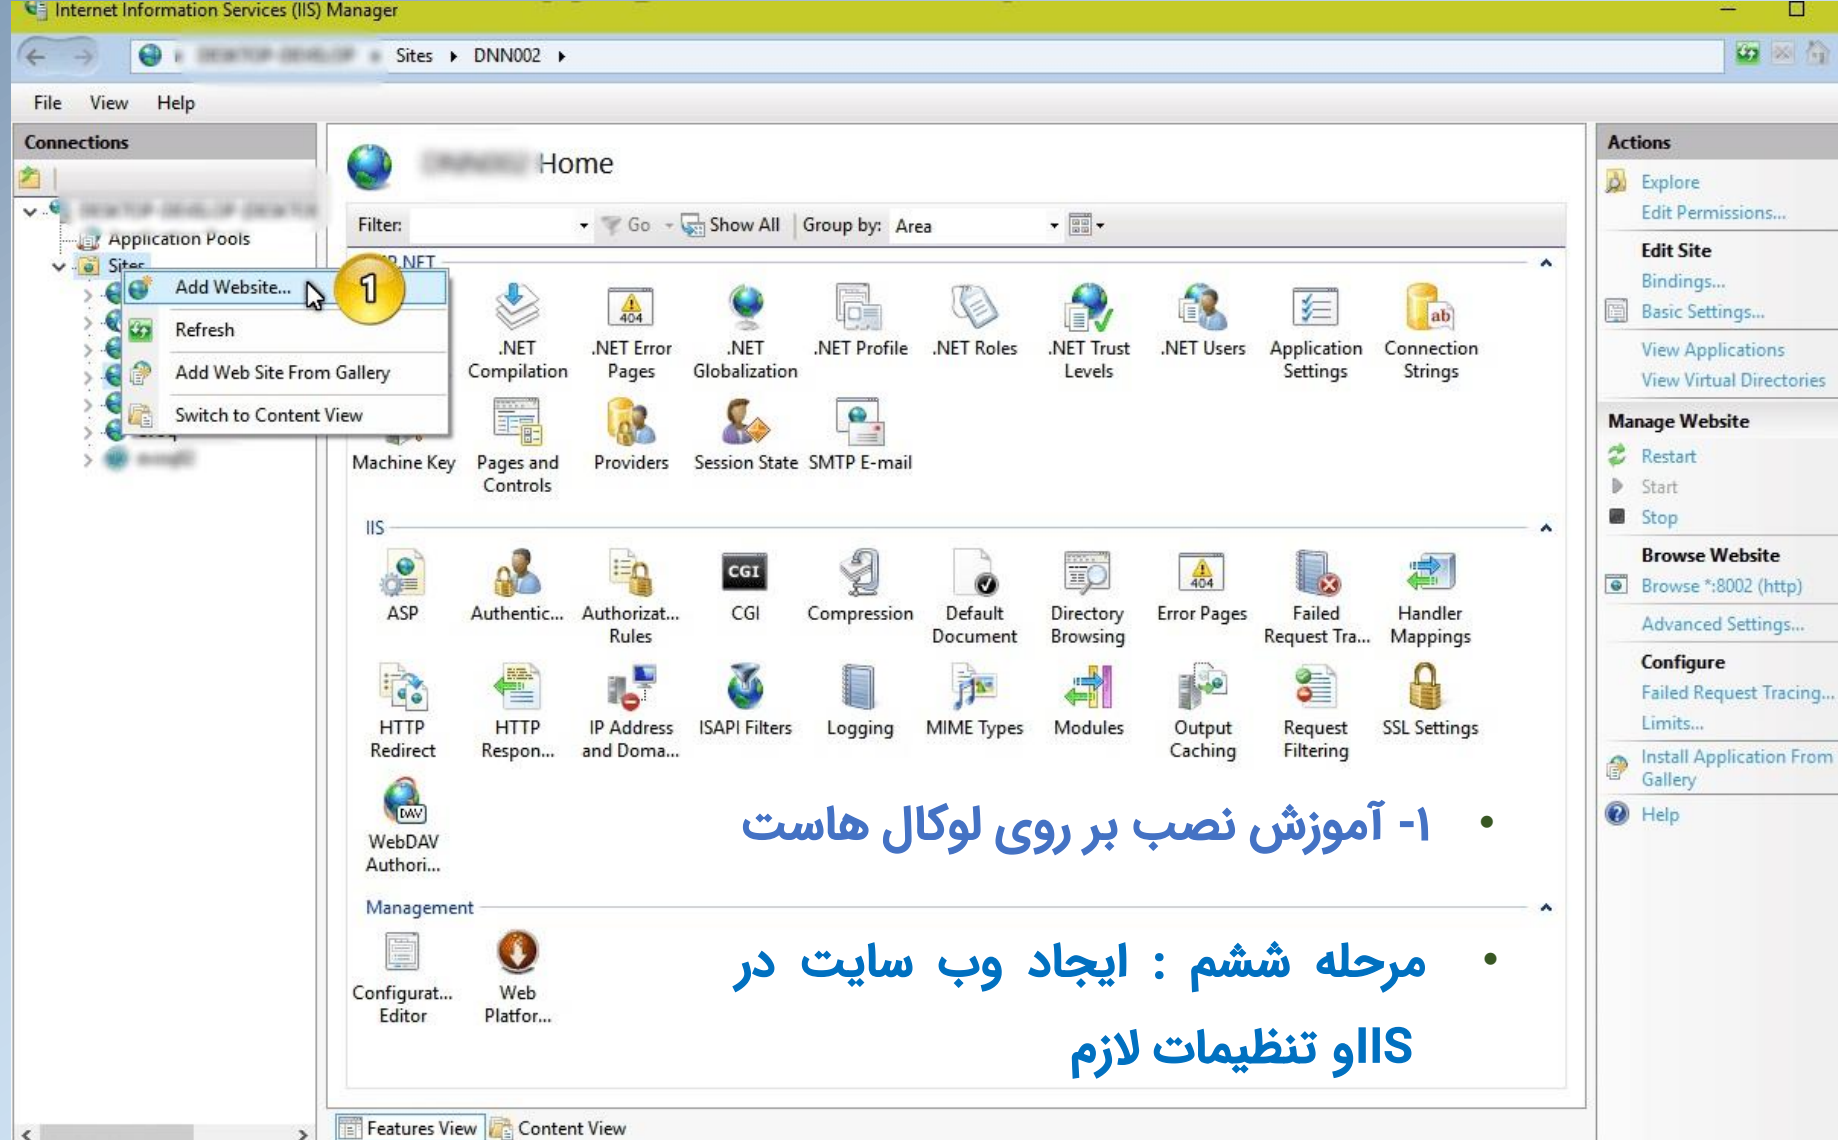 Internet Information Services (IIS) Manager
Sites
DNN002
File View Help
Connections
Application Pools
Sites
Add Website...
1
Refresh
Add Web Site From Gallery
Switch to Content View
Home
Filter: Go Show All Group by: Area
.NET Compilation
.NET Error Pages
.NET Globalization
.NET Profile
.NET Roles
.NET Trust Levels
.NET Users
Application Settings
Connection Strings
Machine Key
Pages and Controls
Providers
Session State
SMTP E-mail
IIS
ASP
Authentic...
Authorizat... Rules
CGI
Compression
Default Document
Directory Browsing
Error Pages
Failed Request Tra...
Handler Mappings
HTTP Redirect
HTTP Respon...
IP Address and Doma...
ISAPI Filters
Logging
MIME Types
Modules
Output Caching
Request Filtering
SSL Settings
WebDAV Authori...
• ۱- آموزش نصب بر روی لوکال هاست
Management
Configurat... Editor
Web Platfor...
• مرحله ششم : ایجاد وب سایت در
IISو تنظیمات لازم
Features View
Content View
Actions
Explore
Edit Permissions...
Edit Site
Bindings...
Basic Settings...
View Applications
View Virtual Directories
Manage Website
Restart
Start
Stop
Browse Website
Browse *:8002 (http)
Advanced Settings...
Configure
Failed Request Tracing...
Limits...
Install Application From
Gallery
Help